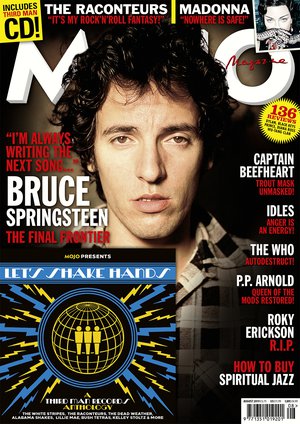 INCLUDES
THIRD MAN
CD!
THE RACONTEURS
"IT'S MY ROCK'N'ROLL FANTASY!"
MADONNA
"NOWHERE IS SAFE!"
MOJO
Magazine
136
REVIEWS
"I'M ALWAYS
WRITING THE
NEXT SONG..."
BRUCE
SPRINGSTEEN
THE FINAL FRONTIER
CAPTAIN
BEEFHEART
TROUT MASK
UNMASKED!
IDLES
ANGER IS
AN ENERGY!
THE WHO
AUTODESTRUCT!
P.P. ARNOLD
QUEEN OF THE
MODS RESTORED!
ROKY
ERICKSON
R.I.P.
HOW TO BUY
SPIRITUAL JAZZ
MOJO PRESENTS
LET'S SHAKE HANDS
A
THIRD MAN RECORDS
ANTHOLOGY
THE WHITE STRIPES, THE RACONTEURS, THE DEAD WEATHER,
ALABAMA SHAKES, LILLIE MAE, BUSH TETRAS, KELLEY STOLTZ & MORE